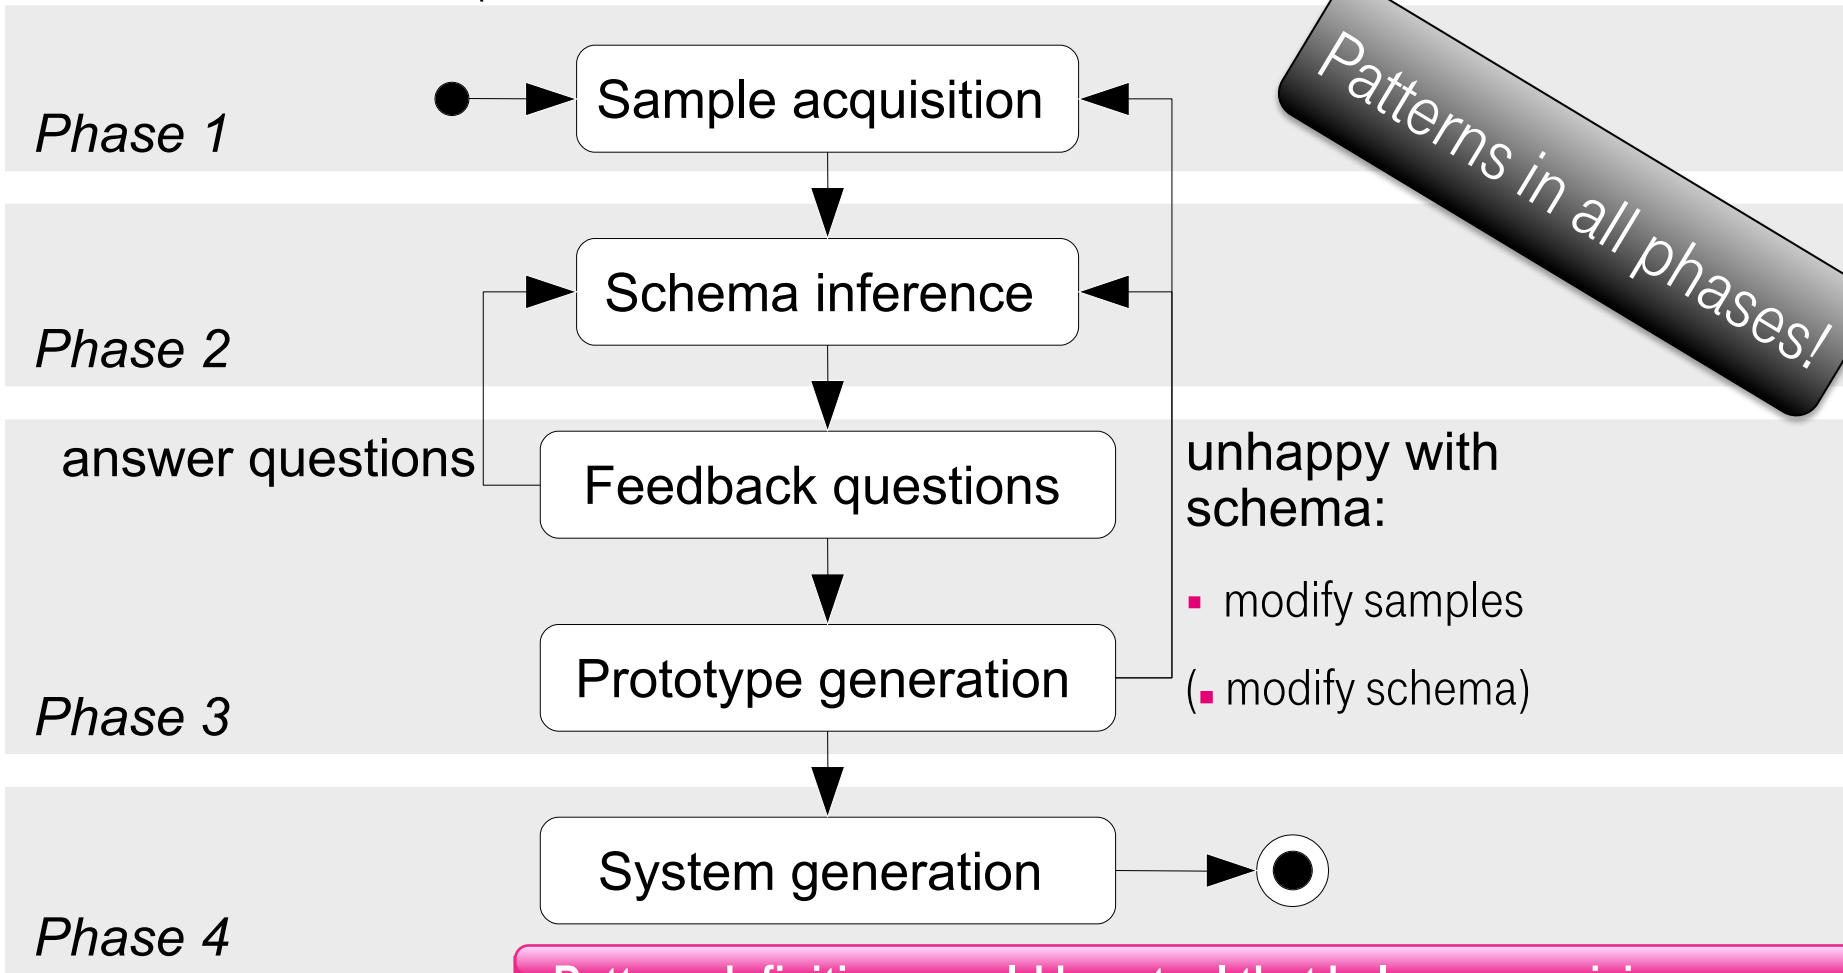 Phase 1
Sample acquisition
Patterns in all phases!
Phase 2
Schema inference
answer questions
Feedback questions
unhappy with
schema:
▪ modify samples
Phase 3
Prototype generation
(▪ modify schema)
Phase 4
System generation